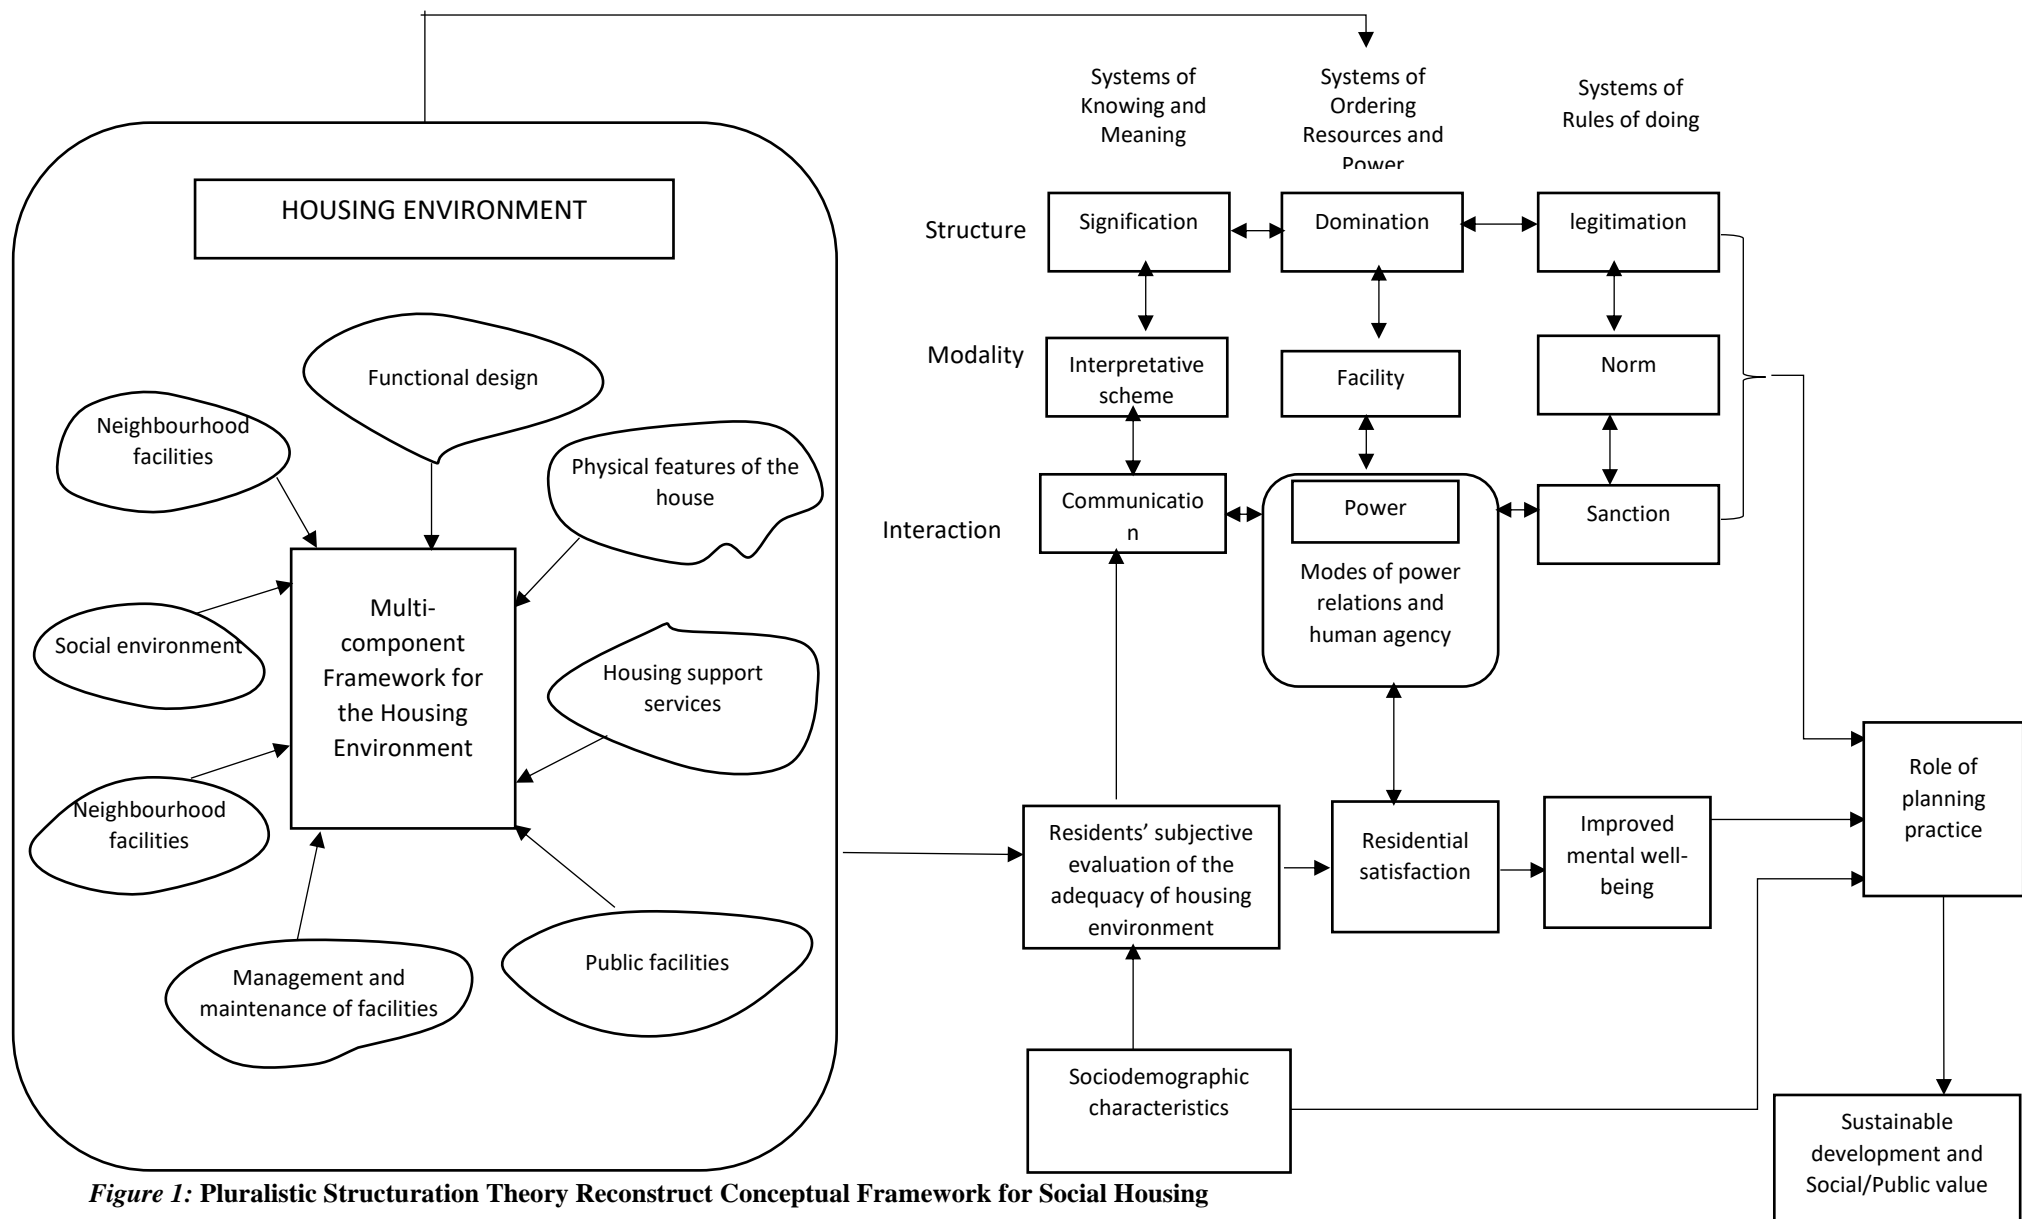 Systems of
Knowing and
Meaning
Systems of
Ordering
Resources and
Power
Systems of
Rules of doing
HOUSING ENVIRONMENT
Structure
Signification
Domination
legitimation
Modality
Interpretative
scheme
Facility
Norm
Interaction
Communicatio
n
Power
Modes of power
relations and
human agency
Sanction
Functional design
Neighbourhood
facilities
Physical features of the
house
Multi-
component
Framework for
the Housing
Environment
Social environment
Housing support
services
Neighbourhood
facilities
Management and
maintenance of facilities
Public facilities
Residents’ subjective
evaluation of the
adequacy of housing
environment
Residential
satisfaction
Improved
mental well-
being
Role of
planning
practice
Sociodemographic
characteristics
Sustainable
development and
Social/Public value
Figure 1: Pluralistic Structuration Theory Reconstruct Conceptual Framework for Social Housing